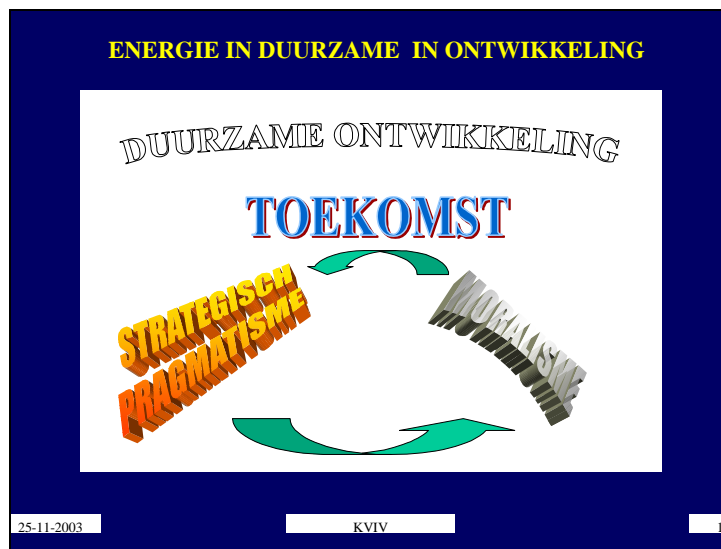 ENERGIE IN DUURZAME IN ONTWIKKELING
DUURZAME ONTWIKKELING
TOEKOMST
STRATEGISCH
PRAGMATISME
MORALISME
25-11-2003
KVIV